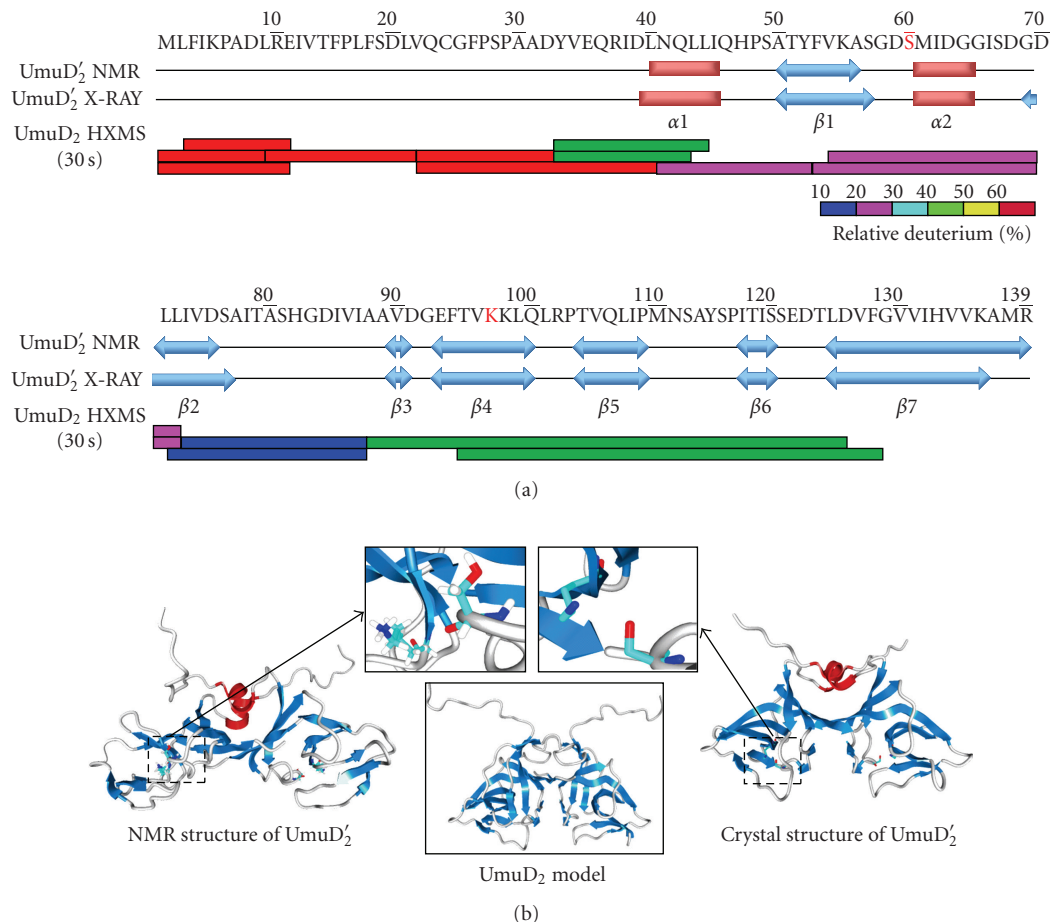 10 20 30 40 50 60 70
MLFIKPADLREIVTFPLFSDLVQCGFPSPAADYVEQRIDLNQLLIQHPSATYFVKASGDSMIDGGISDGD
UmuD′₂ NMR
UmuD′₂ X-RAY
α1 β1 α2
UmuD₂ HXMS
(30 s)
10 20 30 40 50 60
Relative deuterium (%)
80 90 100 110 120 130 139
LLIVDSAITASHGDIVIAAVDGEFTVKKLQLRPTVQLIPMNSAYSPITISSEDTLDVFGVVIHVVKAMR
UmuD′₂ NMR
UmuD′₂ X-RAY
β2 β3 β4 β5 β6 β7
UmuD₂ HXMS
(30 s)
(a)
NMR structure of UmuD′₂
UmuD₂ model
Crystal structure of UmuD′₂
(b)